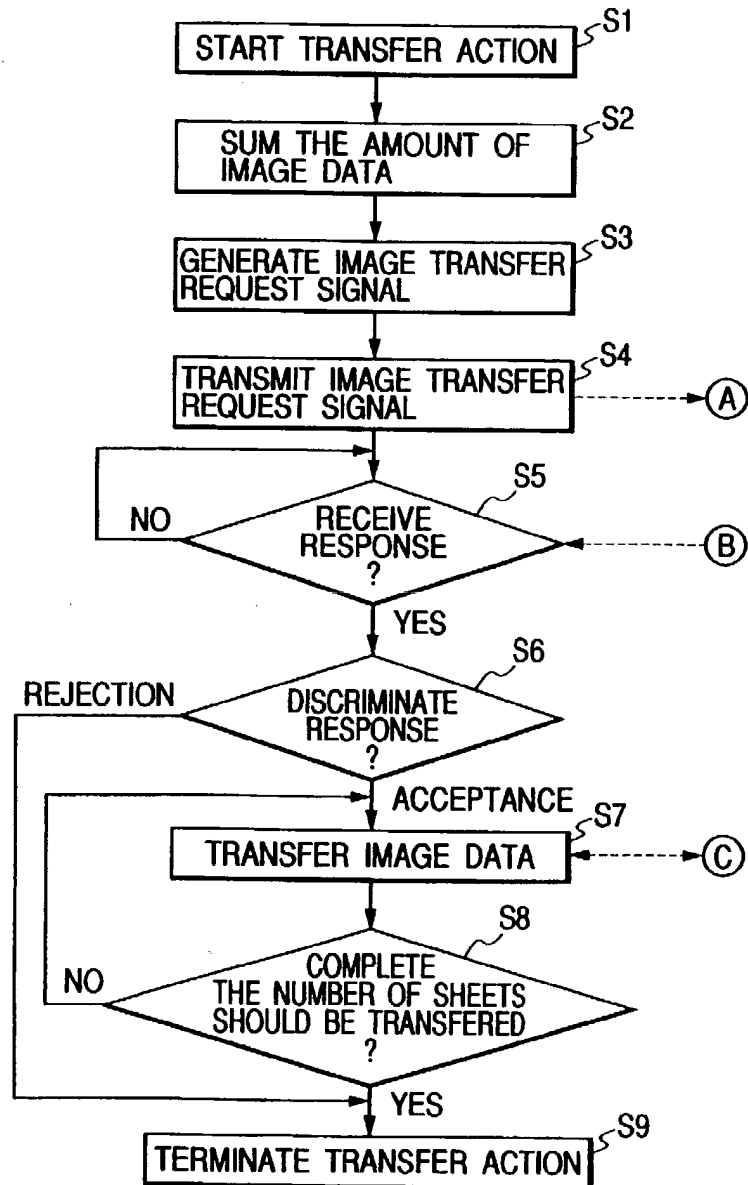 S1
START TRANSFER ACTION
S2
SUM THE AMOUNT OF
IMAGE DATA
S3
GENERATE IMAGE TRANSFER
REQUEST SIGNAL
S4
TRANSMIT IMAGE TRANSFER
REQUEST SIGNAL
A
S5
NO
RECEIVE
RESPONSE
?
B
YES
S6
REJECTION
DISCRIMINATE
RESPONSE
?
ACCEPTANCE
S7
TRANSFER IMAGE DATA
C
S8
NO
COMPLETE
THE NUMBER OF SHEETS
SHOULD BE TRANSFERED
?
YES
S9
TERMINATE TRANSFER ACTION